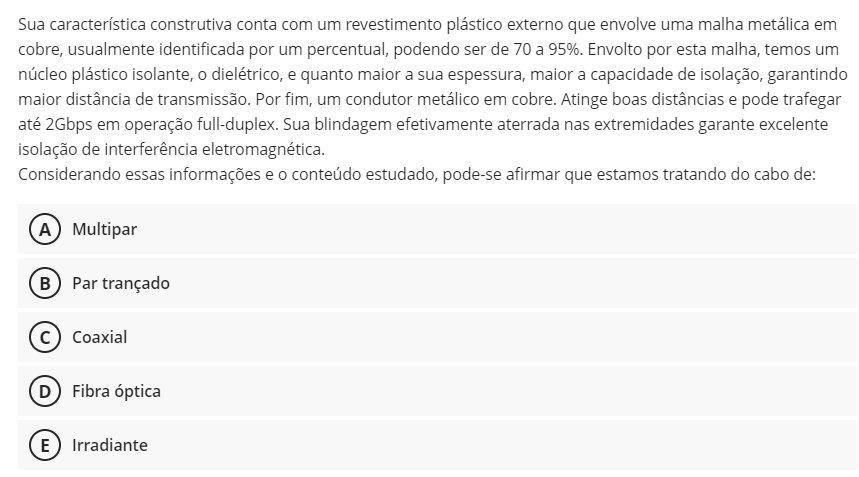 Sua característica construtiva conta com um revestimento plástico externo que envolve uma malha metálica em
cobre, usualmente identificada por um percentual, podendo ser de 70 a 95%. Envolto por esta malha, temos um
núcleo plástico isolante, o dielétrico, e quanto maior a sua espessura, maior a capacidade de isolação, garantindo
maior distância de transmissão. Por fim, um condutor metálico em cobre. Atinge boas distâncias e pode trafegar
até 2Gbps em operação full-duplex. Sua blindagem efetivamente aterrada nas extremidades garante excelente
isolação de interferência eletromagnética.
Considerando essas informações e o conteúdo estudado, pode-se afirmar que estamos tratando do cabo de:
A Multipar
B Par trançado
C Coaxial
D Fibra óptica
E Irradiante